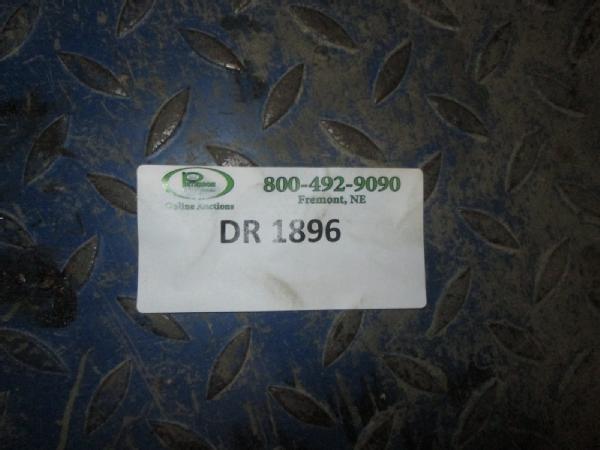 800-492-9090
Fremont, NE
Online Auctions
DR 1896